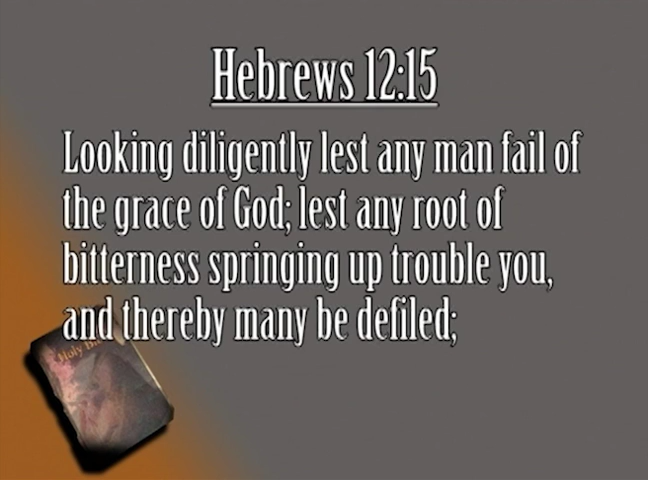 Hebrews 12:15
Looking diligently lest any man fail of
the grace of God; lest any root of
bitterness springing up trouble you,
and thereby many be defiled;
Holy